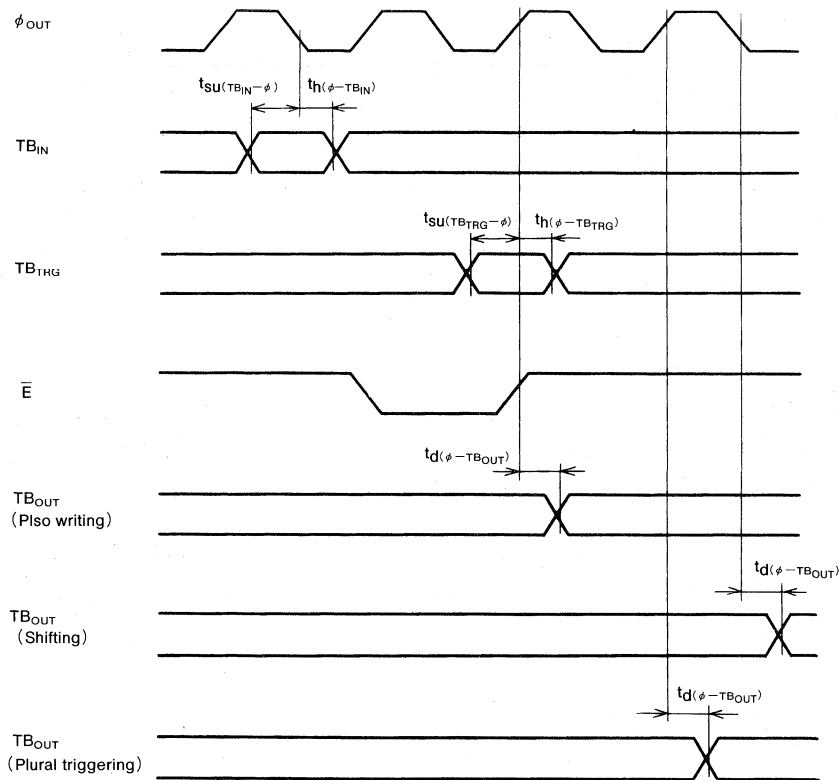 ϕOUT
tsu(TBIN−ϕ) th(ϕ−TBIN)
TBIN
tsu(TBTRG−ϕ) th(ϕ−TBTRG)
TBTRG
E̅
td(ϕ−TBOUT)
TBOUT
(Plso writing)
td(ϕ−TBOUT)
TBOUT
(Shifting)
td(ϕ−TBOUT)
TBOUT
(Plural triggering)